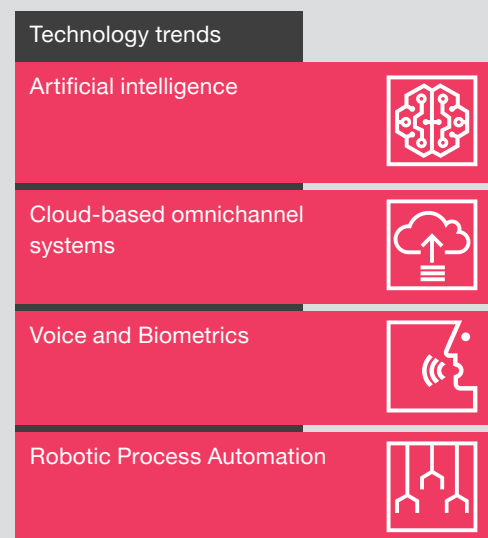 Technology trends
Artificial intelligence
Cloud-based omnichannel
systems
Voice and Biometrics
Robotic Process Automation